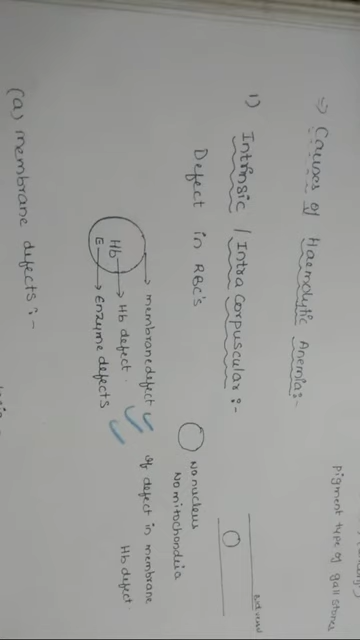 Pigment type of gall stones
⇒ Causes of Haemolytic Anemia:-
1) Intrinsic / Intra Corpuscular:-
Defect in RBC's
No nucleus
No mitochondria
membrane defect
Hb
Hb defect.
E
Enzyme defects
If defect in membrane
Hb defect
(a) membrane defects:-